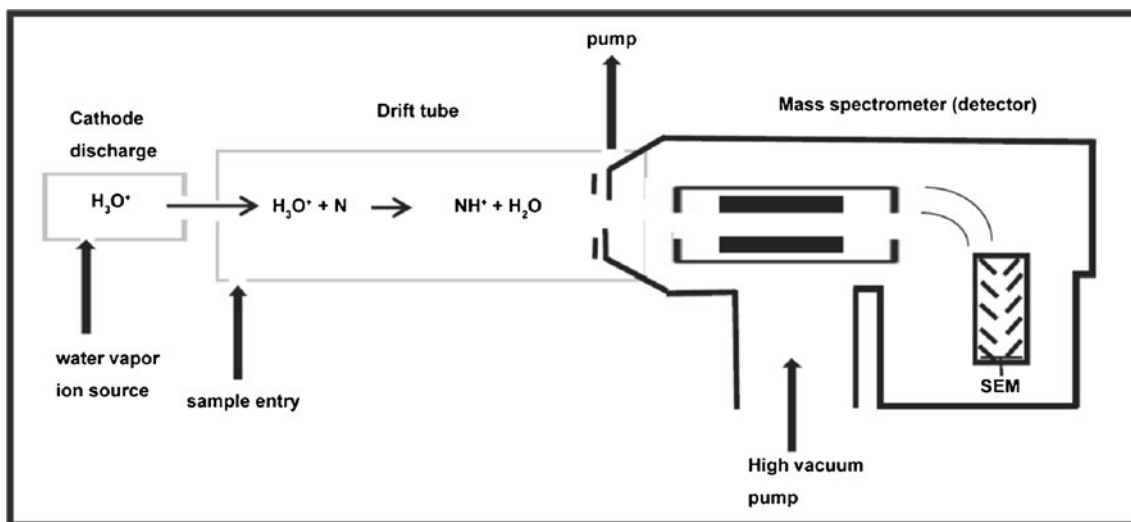 pump
Drift tube
Mass spectrometer (detector)
Cathode
discharge
H₃O⁺
H₃O⁺ + N
NH⁺ + H₂O
water vapor
ion source
sample entry
SEM
High vacuum
pump